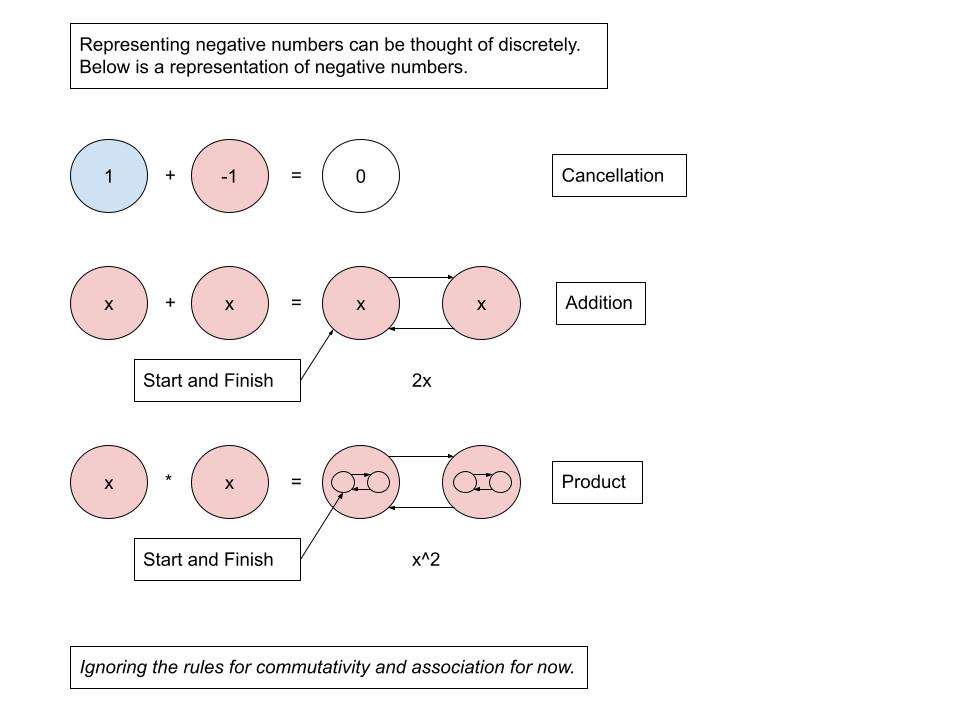 Representing negative numbers can be thought of discretely.
Below is a representation of negative numbers.
1 + -1 = 0 Cancellation
x + x = x x Addition
Start and Finish 2x
x * x = Product
Start and Finish x^2
Ignoring the rules for commutativity and association for now.